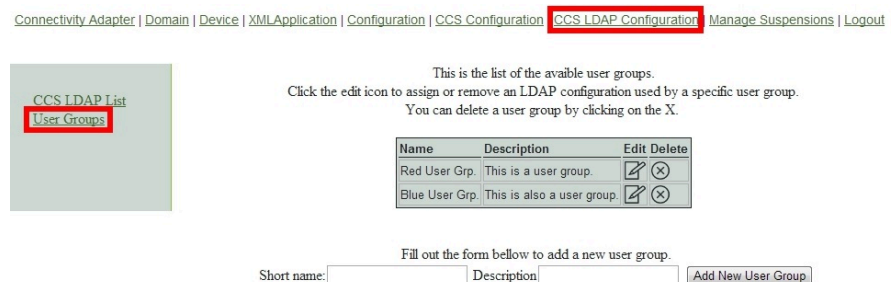 Connectivity Adapter | Domain | Device | XMLApplication | Configuration | CCS Configuration | CCS LDAP Configuration | Manage Suspensions | Logout
CCS LDAP List
User Groups
This is the list of the avaible user groups.
Click the edit icon to assign or remove an LDAP configuration used by a specific user group.
You can delete a user group by clicking on the X.
Name Description Edit Delete
Red User Grp. This is a user group.
Blue User Grp. This is also a user group.
Fill out the form bellow to add a new user group.
Short name: Description Add New User Group